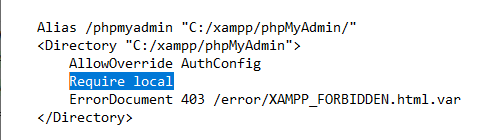 Alias /phpmyadmin "C:/xampp/phpMyAdmin/"
<Directory "C:/xampp/phpMyAdmin">
AllowOverride AuthConfig
Require local
ErrorDocument 403 /error/XAMPP_FORBIDDEN.html.var
</Directory>